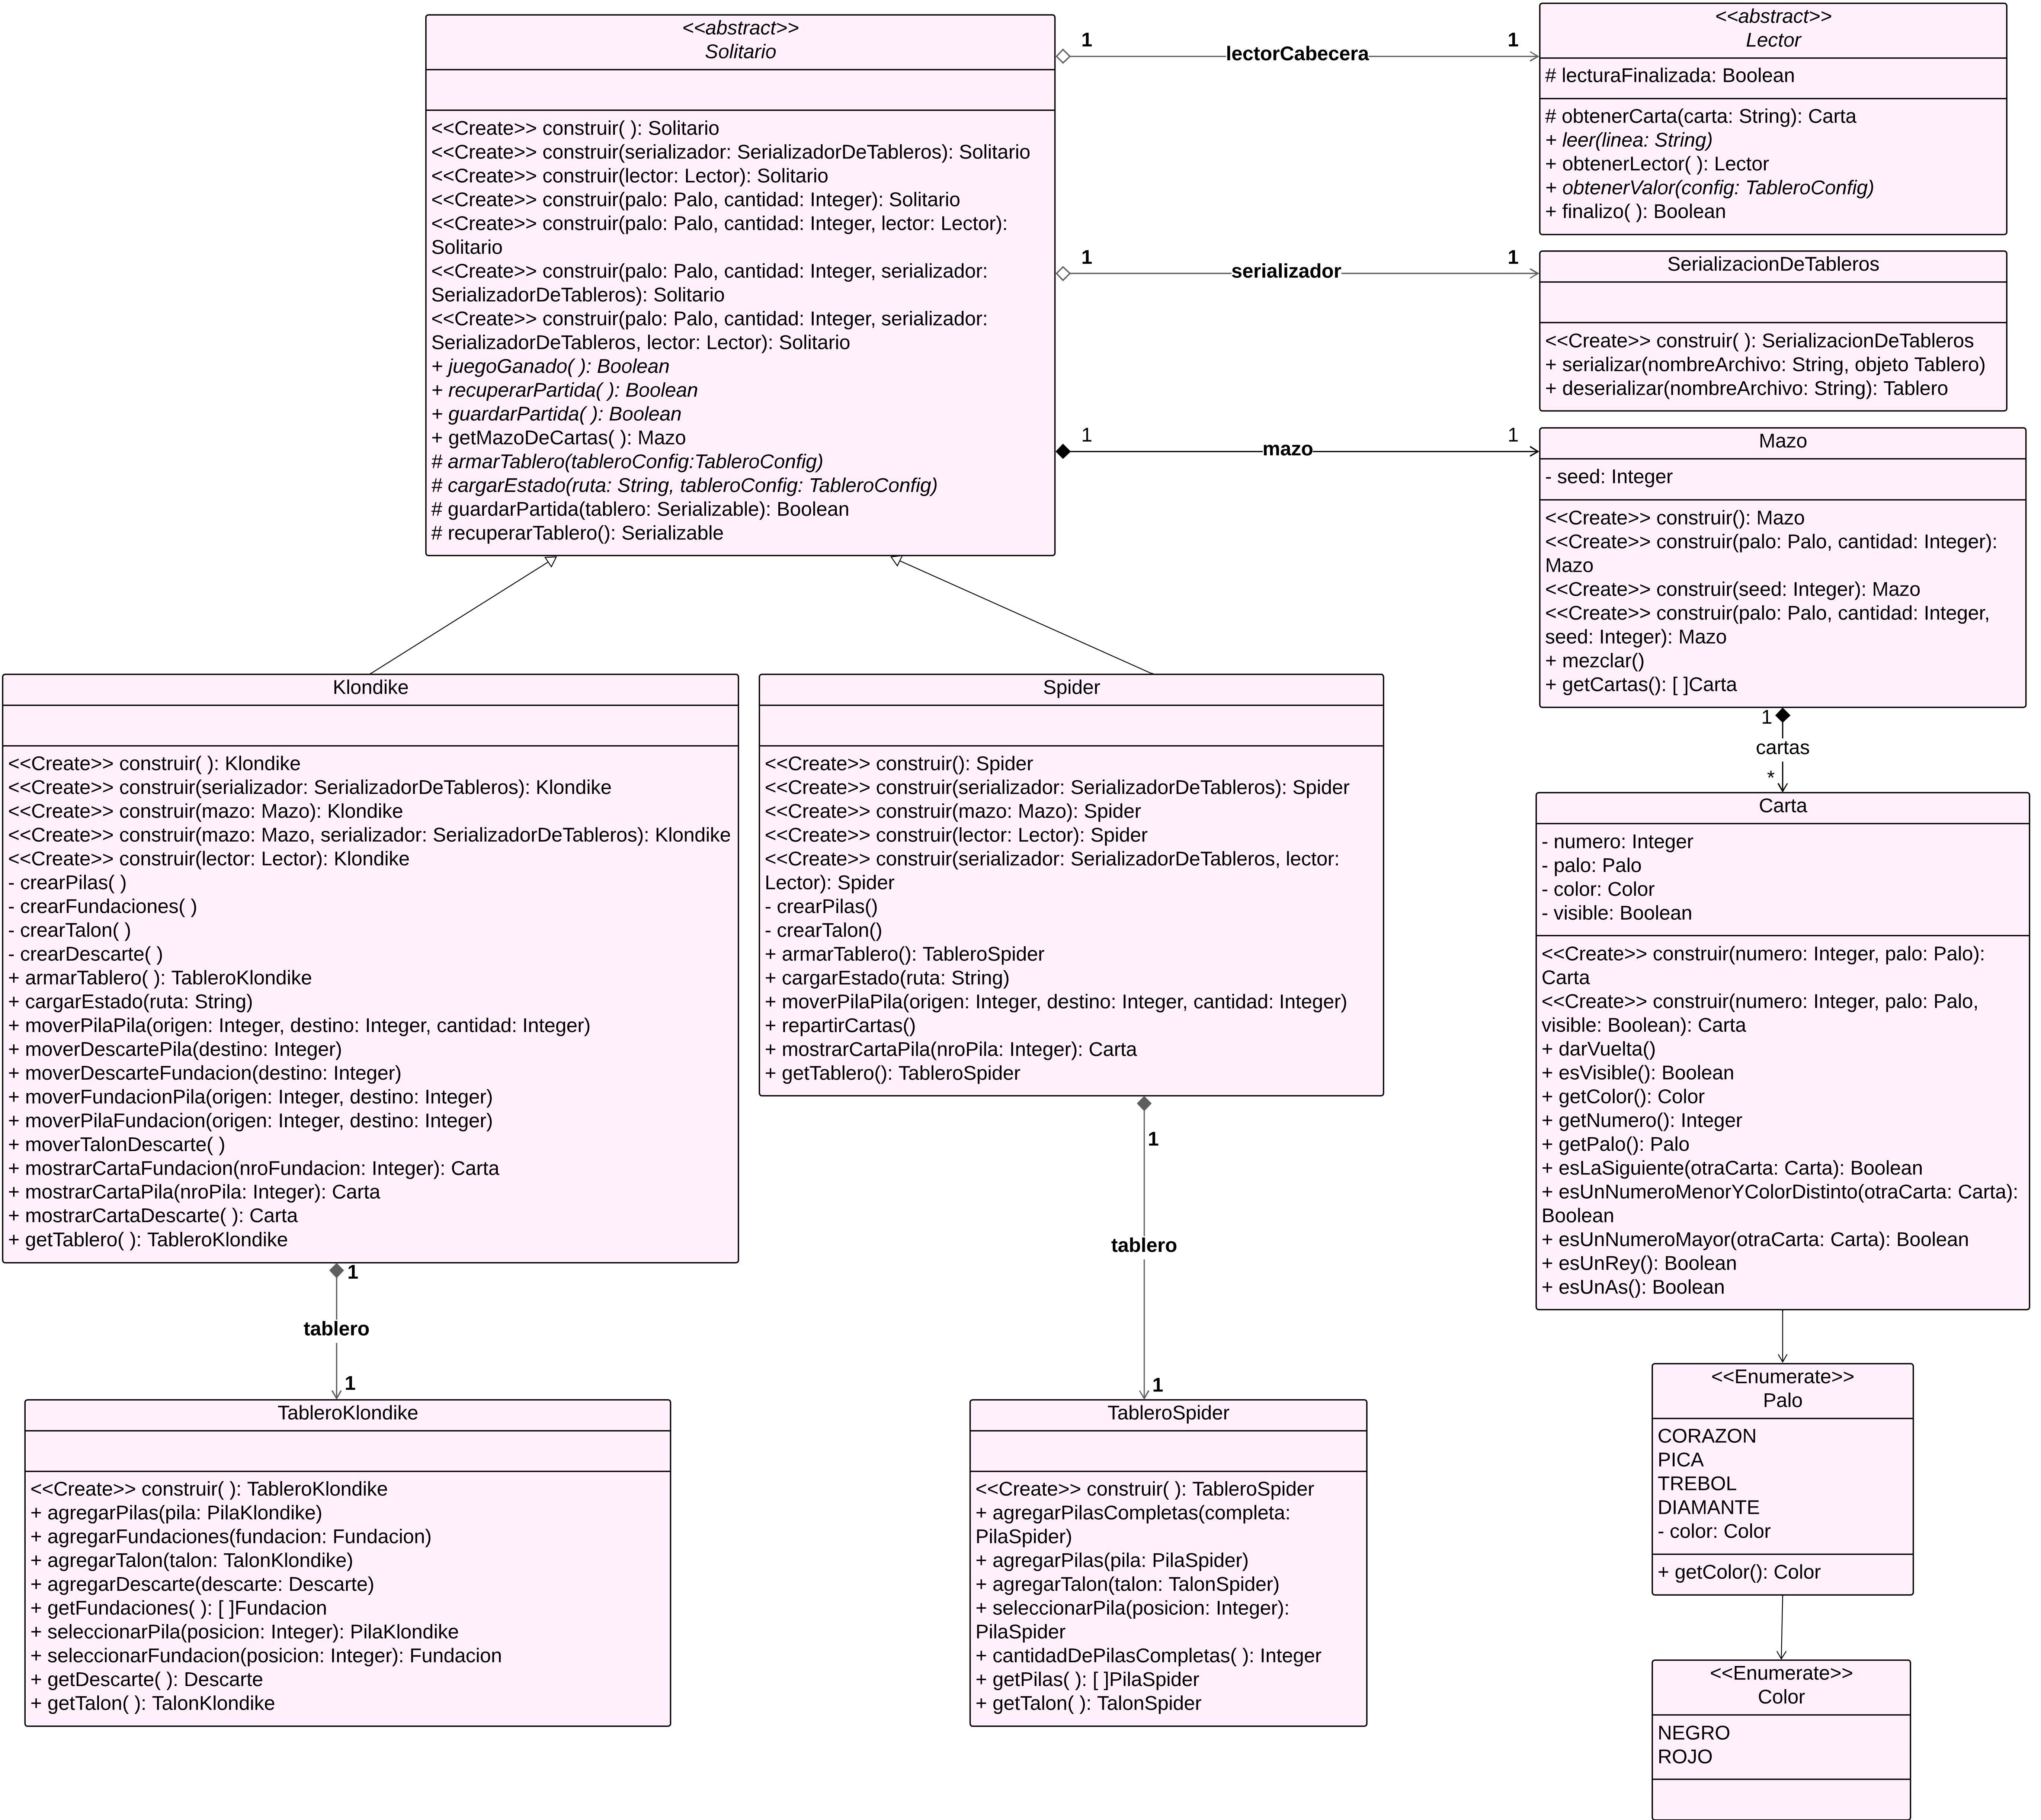 <<abstract>>
Solitario
<<Create>> construir( ): Solitario
<<Create>> construir(serializador: SerializadorDeTableros): Solitario
<<Create>> construir(lector: Lector): Solitario
<<Create>> construir(palo: Palo, cantidad: Integer): Solitario
<<Create>> construir(palo: Palo, cantidad: Integer, lector: Lector):
Solitario
<<Create>> construir(palo: Palo, cantidad: Integer, serializador:
SerializadorDeTableros): Solitario
<<Create>> construir(palo: Palo, cantidad: Integer, serializador:
SerializadorDeTableros, lector: Lector): Solitario
+ juegoGanado( ): Boolean
+ recuperarPartida( ): Boolean
+ guardarPartida( ): Boolean
+ getMazoDeCartas( ): Mazo
# armarTablero(tableroConfig:TableroConfig)
# cargarEstado(ruta: String, tableroConfig: TableroConfig)
# guardarPartida(tablero: Serializable): Boolean
# recuperarTablero(): Serializable
1
lectorCabecera
1
1
serializador
1
1
mazo
1
<<abstract>>
Lector
# lecturaFinalizada: Boolean
# obtenerCarta(carta: String): Carta
+ leer(linea: String)
+ obtenerLector( ): Lector
+ obtenerValor(config: TableroConfig)
+ finalizo( ): Boolean
SerializacionDeTableros
<<Create>> construir( ): SerializacionDeTableros
+ serializar(nombreArchivo: String, objeto Tablero)
+ deserializar(nombreArchivo: String): Tablero
Mazo
- seed: Integer
<<Create>> construir(): Mazo
<<Create>> construir(palo: Palo, cantidad: Integer):
Mazo
<<Create>> construir(seed: Integer): Mazo
<<Create>> construir(palo: Palo, cantidad: Integer,
seed: Integer): Mazo
+ mezclar()
+ getCartas(): [ ]Carta
1
cartas
*
Klondike
<<Create>> construir( ): Klondike
<<Create>> construir(serializador: SerializadorDeTableros): Klondike
<<Create>> construir(mazo: Mazo): Klondike
<<Create>> construir(mazo: Mazo, serializador: SerializadorDeTableros): Klondike
<<Create>> construir(lector: Lector): Klondike
- crearPilas( )
- crearFundaciones( )
- crearTalon( )
- crearDescarte( )
+ armarTablero( ): TableroKlondike
+ cargarEstado(ruta: String)
+ moverPilaPila(origen: Integer, destino: Integer, cantidad: Integer)
+ moverDescartePila(destino: Integer)
+ moverDescarteFundacion(destino: Integer)
+ moverFundacionPila(origen: Integer, destino: Integer)
+ moverPilaFundacion(origen: Integer, destino: Integer)
+ moverTalonDescarte( )
+ mostrarCartaFundacion(nroFundacion: Integer): Carta
+ mostrarCartaPila(nroPila: Integer): Carta
+ mostrarCartaDescarte( ): Carta
+ getTablero( ): TableroKlondike
Spider
<<Create>> construir(): Spider
<<Create>> construir(serializador: SerializadorDeTableros): Spider
<<Create>> construir(mazo: Mazo): Spider
<<Create>> construir(lector: Lector): Spider
<<Create>> construir(serializador: SerializadorDeTableros, lector:
Lector): Spider
- crearPilas()
- crearTalon()
+ armarTablero(): TableroSpider
+ cargarEstado(ruta: String)
+ moverPilaPila(origen: Integer, destino: Integer, cantidad: Integer)
+ repartirCartas()
+ mostrarCartaPila(nroPila: Integer): Carta
+ getTablero(): TableroSpider
Carta
- numero: Integer
- palo: Palo
- color: Color
- visible: Boolean
<<Create>> construir(numero: Integer, palo: Palo):
Carta
<<Create>> construir(numero: Integer, palo: Palo,
visible: Boolean): Carta
+ darVuelta()
+ esVisible(): Boolean
+ getColor(): Color
+ getNumero(): Integer
+ getPalo(): Palo
+ esLaSiguiente(otraCarta: Carta): Boolean
+ esUnNumeroMenorYColorDistinto(otraCarta: Carta):
Boolean
+ esUnNumeroMayor(otraCarta: Carta): Boolean
+ esUnRey(): Boolean
+ esUnAs(): Boolean
1
tablero
1
1
tablero
1
TableroKlondike
<<Create>> construir( ): TableroKlondike
+ agregarPilas(pila: PilaKlondike)
+ agregarFundaciones(fundacion: Fundacion)
+ agregarTalon(talon: TalonKlondike)
+ agregarDescarte(descarte: Descarte)
+ getFundaciones( ): [ ]Fundacion
+ seleccionarPila(posicion: Integer): PilaKlondike
+ seleccionarFundacion(posicion: Integer): Fundacion
+ getDescarte( ): Descarte
+ getTalon( ): TalonKlondike
TableroSpider
<<Create>> construir( ): TableroSpider
+ agregarPilasCompletas(completa:
PilaSpider)
+ agregarPilas(pila: PilaSpider)
+ agregarTalon(talon: TalonSpider)
+ seleccionarPila(posicion: Integer):
PilaSpider
+ cantidadDePilasCompletas( ): Integer
+ getPilas( ): [ ]PilaSpider
+ getTalon( ): TalonSpider
<<Enumerate>>
Palo
CORAZON
PICA
TREBOL
DIAMANTE
- color: Color
+ getColor(): Color
<<Enumerate>>
Color
NEGRO
ROJO